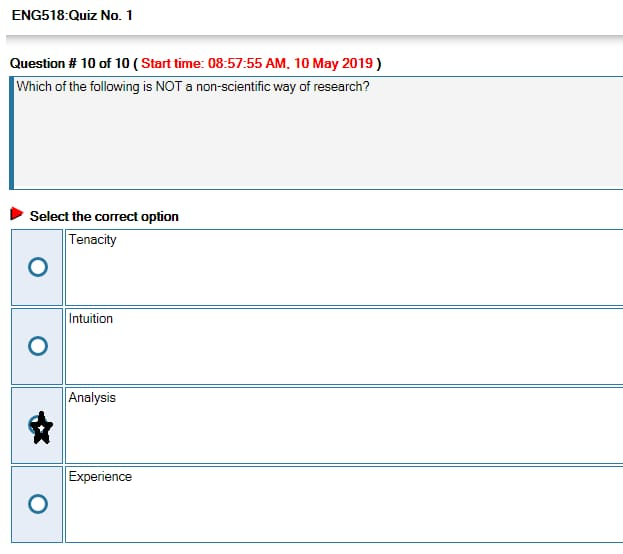 ENG518:Quiz No. 1
Question # 10 of 10 ( Start time: 08:57:55 AM, 10 May 2019 )
Which of the following is NOT a non-scientific way of research?
Select the correct option
Tenacity
Intuition
Analysis
Experience